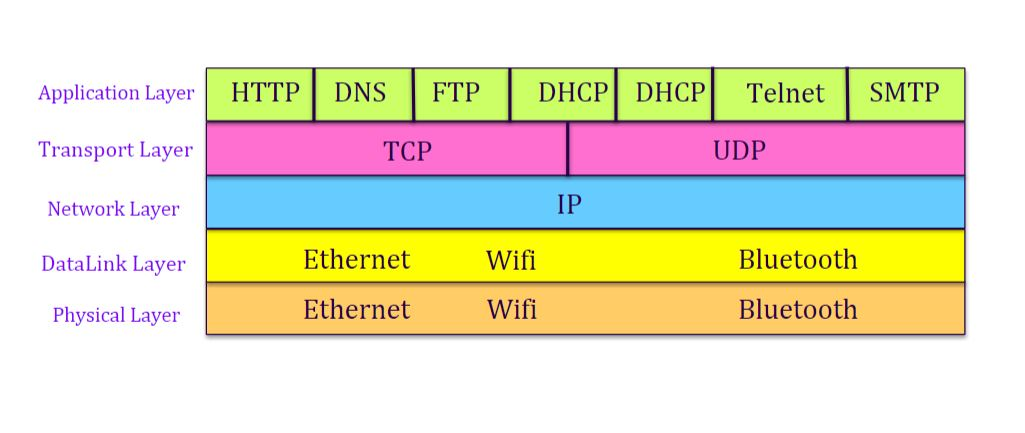 Application Layer HTTP DNS FTP DHCP DHCP Telnet SMTP
Transport Layer TCP UDP
Network Layer IP
DataLink Layer Ethernet Wifi Bluetooth
Physical Layer Ethernet Wifi Bluetooth